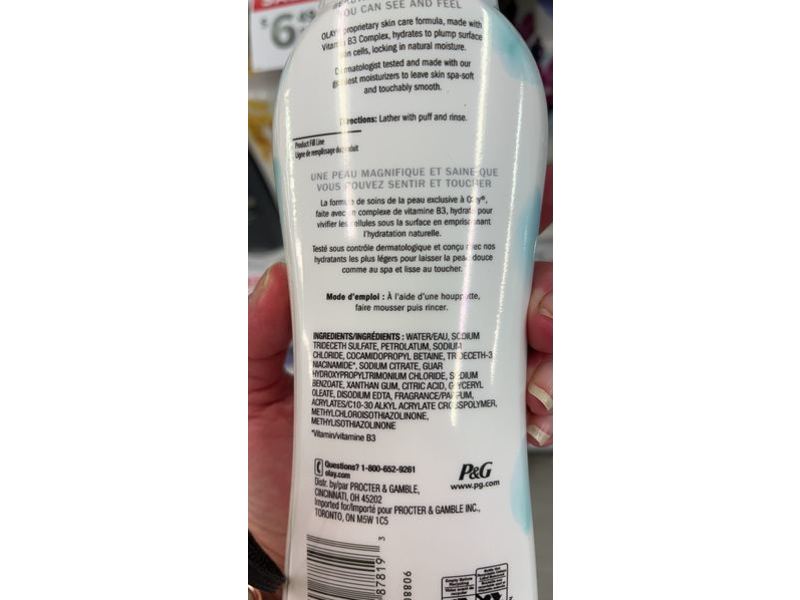 YOU CAN SEE AND FEEL
OLAY® proprietary skin care formula, made with
Vitamin B3 Complex, hydrates to plump surface
skin cells, locking in natural moisture.
Dermatologist tested and made with our
moisturizers to leave skin spa-soft
and touchably smooth.
Directions: Lather with puff and rinse.
Product Fill Line
Ligne de remplissage du produit
UNE PEAU MAGNIFIQUE ET SAINE QUE
VOUS POUVEZ SENTIR ET TOUCHER
La formule de soins de la peau exclusive à Olay®,
faite avec un complexe de vitamine B3, hydrate pour
vivifier les cellules sous la surface en emprisonnant
l'hydratation naturelle.
Testé sous contrôle dermatologique et conçu avec nos
hydratants les plus légers pour laisser la peau douce
comme au spa et lisse au toucher.
Mode d'emploi : À l'aide d'une houppette,
faire mousser puis rincer.
INGREDIENTS/INGRÉDIENTS : WATER/EAU, SODIUM
TRIDECETH SULFATE, PETROLATUM, SODIUM
CHLORIDE, COCAMIDOPROPYL BETAINE, TRIDECETH-3
NIACINAMIDE*, SODIUM CITRATE, GUAR
HYDROXYPROPYLTRIMONIUM CHLORIDE, SODIUM
BENZOATE, XANTHAN GUM, CITRIC ACID, GLYCERYL
OLEATE, DISODIUM EDTA, FRAGRANCE/PARFUM,
ACRYLATES/C10-30 ALKYL ACRYLATE CROSSPOLYMER,
METHYLCHLOROISOTHIAZOLINONE,
METHYLISOTHIAZOLINONE
*Vitamin/vitamine B3
Questions? 1-800-652-9261
olay.com
Distr. by/par PROCTER & GAMBLE,
CINCINNATI, OH 45202
Imported for/Importé pour PROCTER & GAMBLE INC.,
TORONTO, ON M5W 1C5
P&G
www.pg.com
87819 3